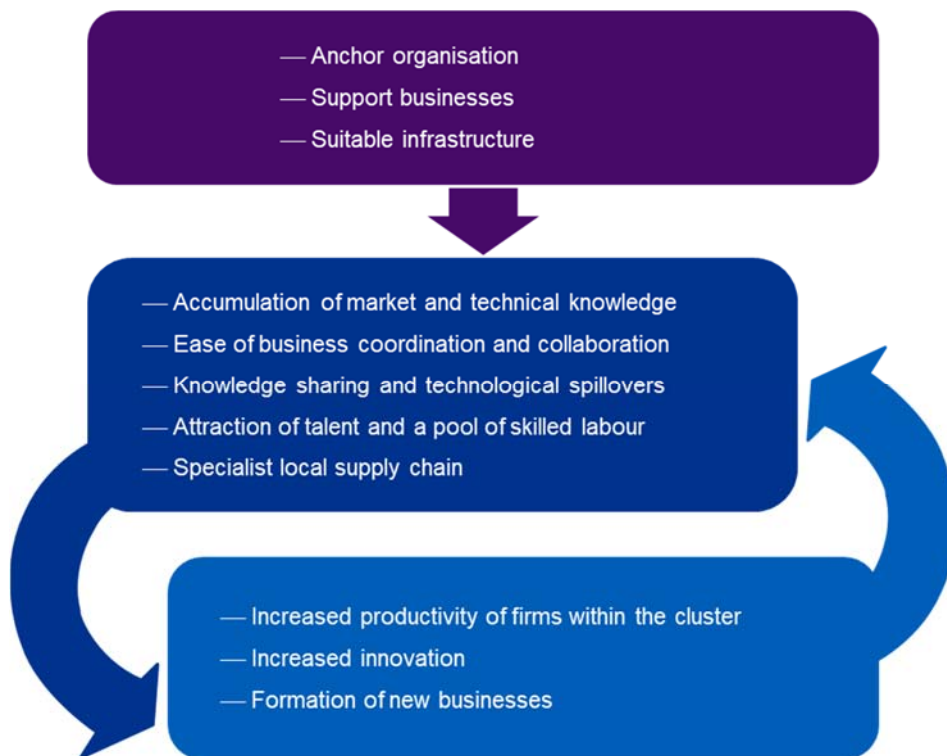 — Anchor organisation
— Support businesses
— Suitable infrastructure
— Accumulation of market and technical knowledge
— Ease of business coordination and collaboration
— Knowledge sharing and technological spillovers
— Attraction of talent and a pool of skilled labour
— Specialist local supply chain
— Increased productivity of firms within the cluster
— Increased innovation
— Formation of new businesses